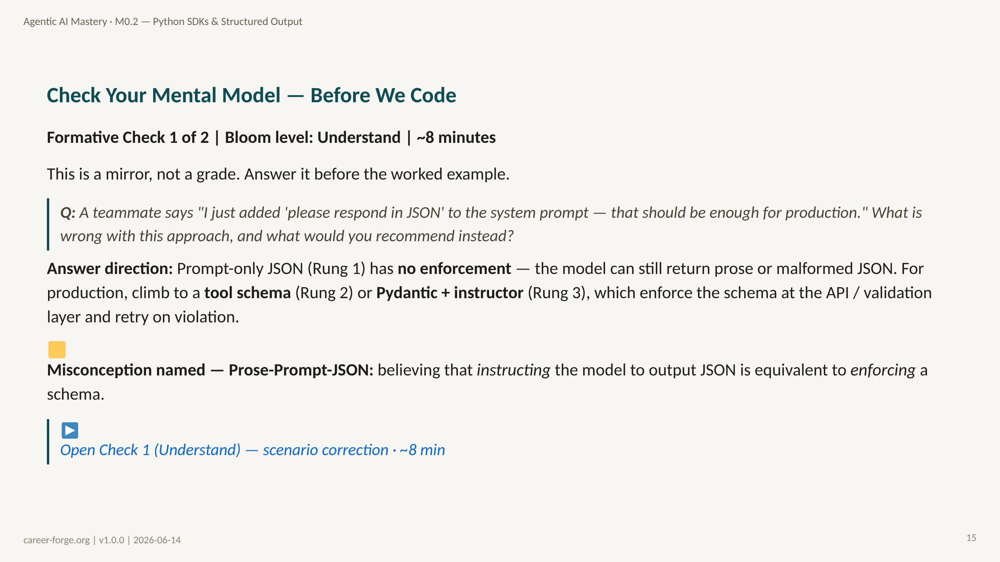 Agentic AI Mastery · M0.2 — Python SDKs & Structured Output
Check Your Mental Model — Before We Code
Formative Check 1 of 2 | Bloom level: Understand | ~8 minutes
This is a mirror, not a grade. Answer it before the worked example.
Q: A teammate says "I just added 'please respond in JSON' to the system prompt — that should be enough for production." What is
wrong with this approach, and what would you recommend instead?
Answer direction: Prompt-only JSON (Rung 1) has no enforcement — the model can still return prose or malformed JSON. For
production, climb to a tool schema (Rung 2) or Pydantic + instructor (Rung 3), which enforce the schema at the API / validation
layer and retry on violation.
Misconception named — Prose-Prompt-JSON: believing that instructing the model to output JSON is equivalent to enforcing a
schema.
Open Check 1 (Understand) — scenario correction · ~8 min
career-forge.org | v1.0.0 | 2026-06-14
15